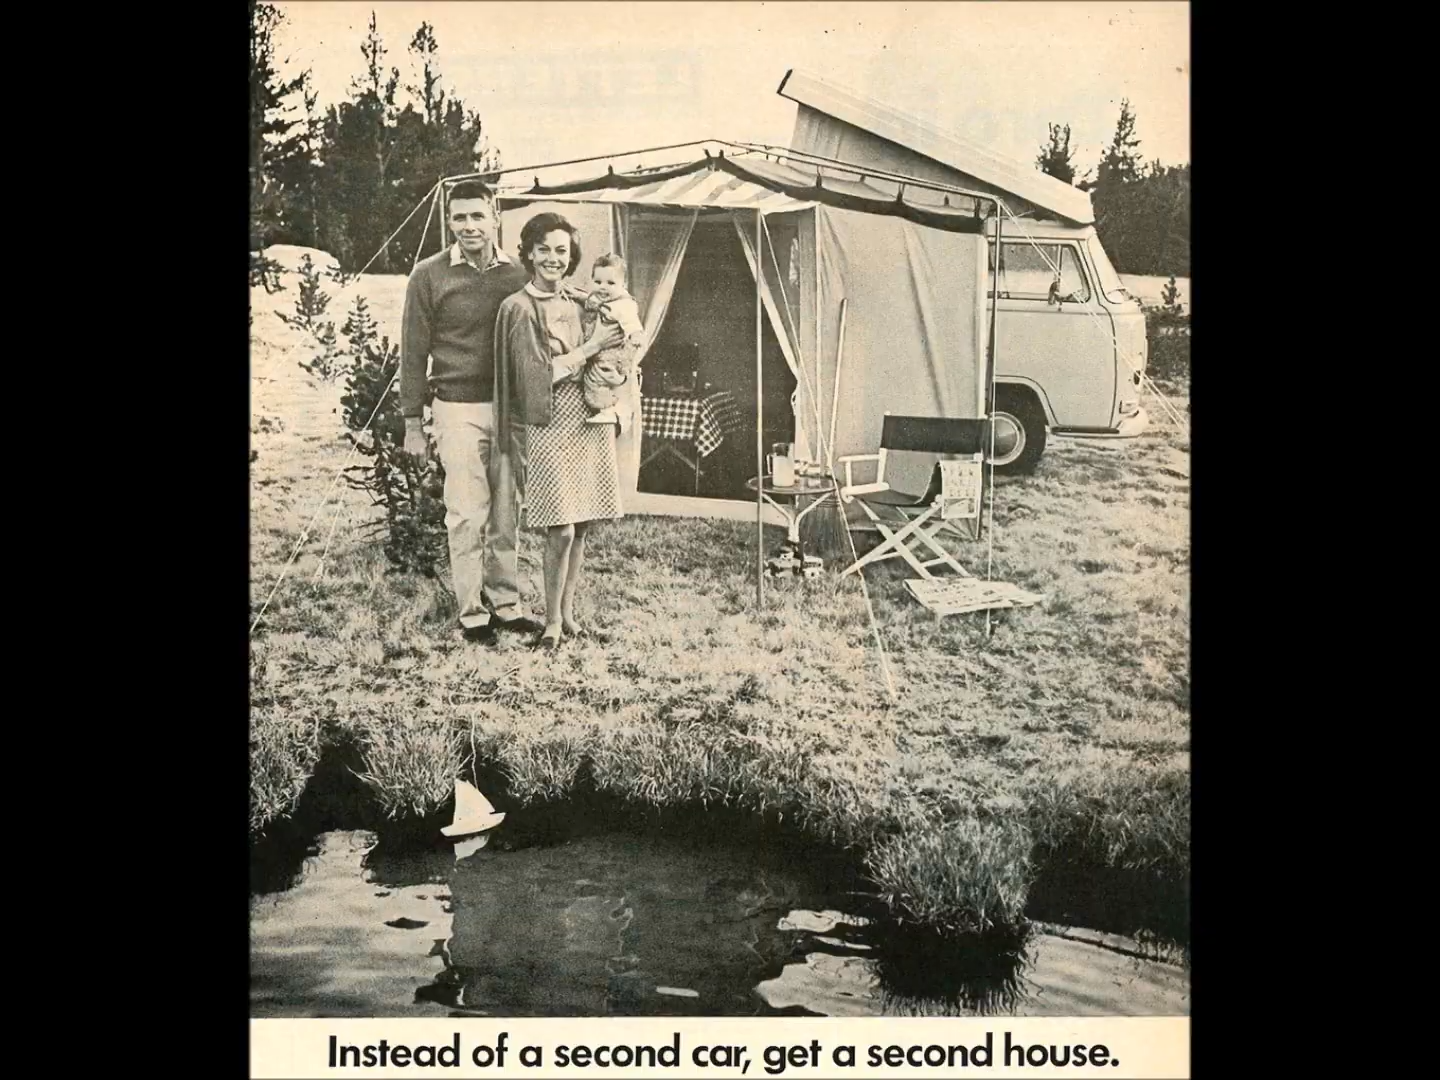 Instead of a second car, get a second house.